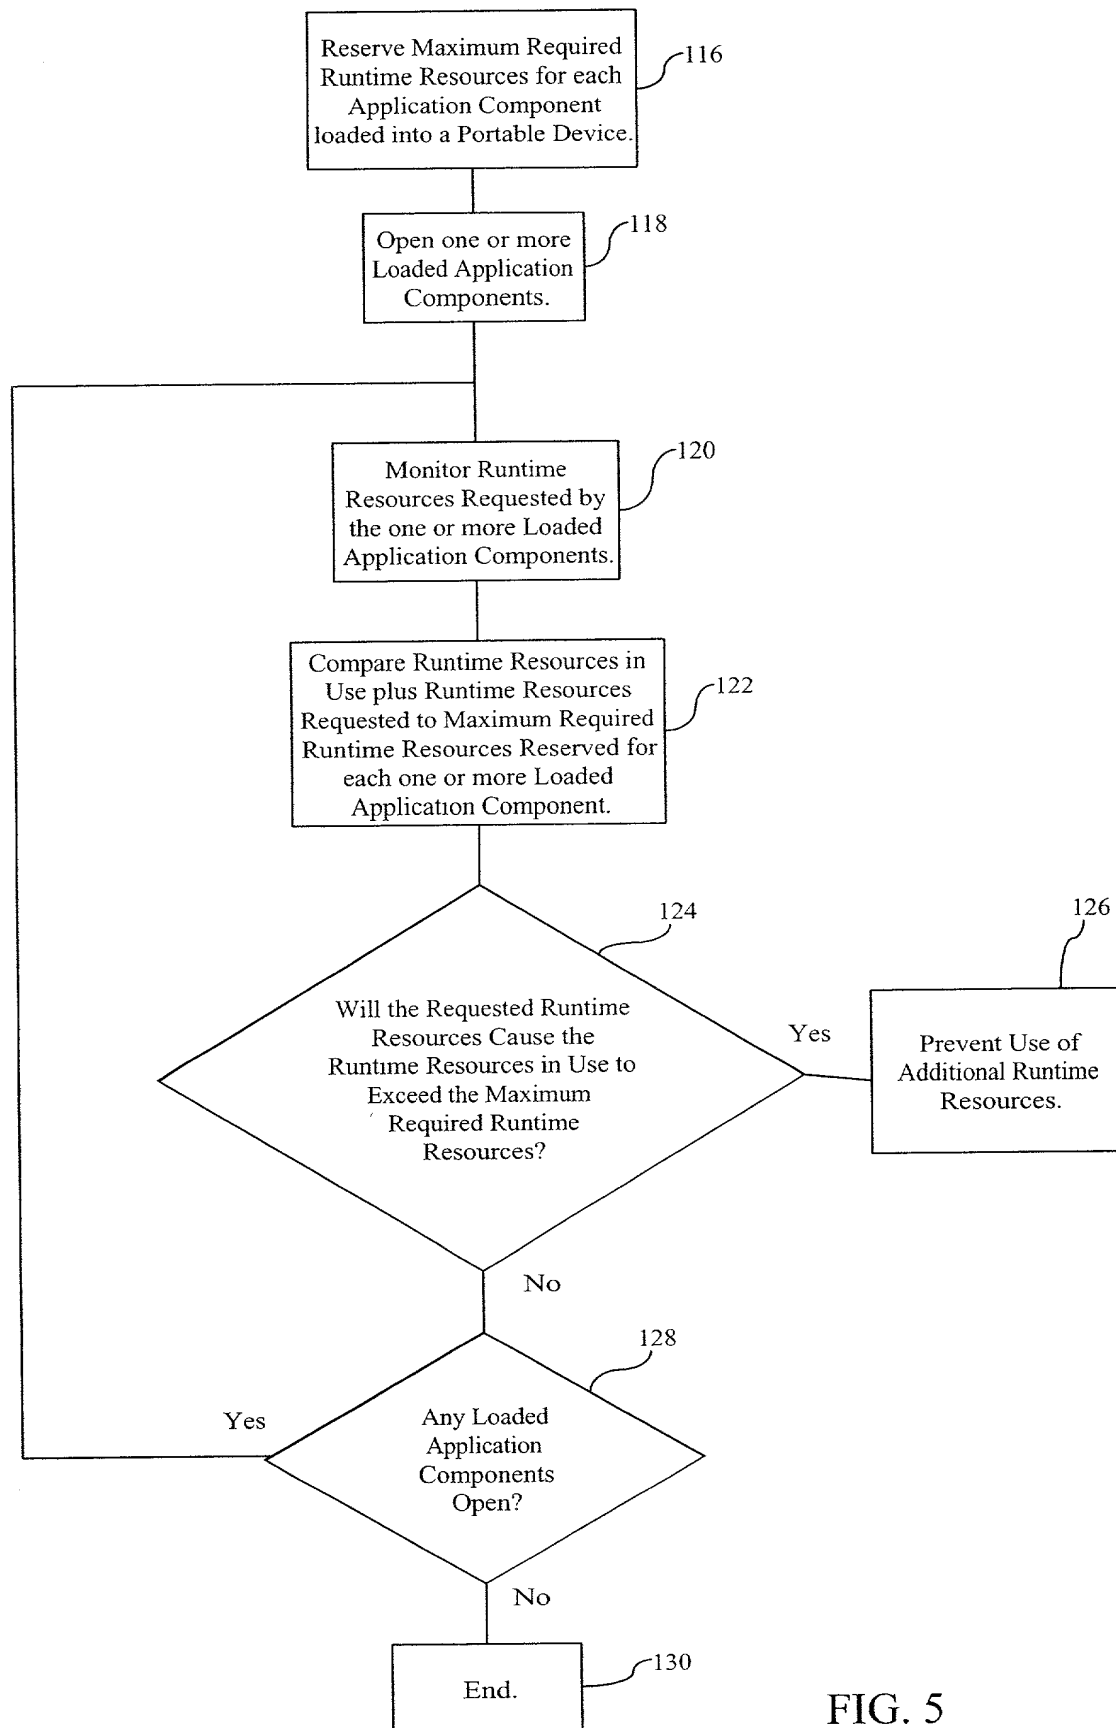 Reserve Maximum Required
Runtime Resources for each
Application Component
loaded into a Portable Device.
116
Open one or more
Loaded Application
Components.
118
Monitor Runtime
Resources Requested by
the one or more Loaded
Application Components.
120
Compare Runtime Resources in
Use plus Runtime Resources
Requested to Maximum Required
Runtime Resources Reserved for
each one or more Loaded
Application Component.
122
124
Will the Requested Runtime
Resources Cause the
Runtime Resources in Use to
Exceed the Maximum
Required Runtime
Resources?
Yes
126
Prevent Use of
Additional Runtime
Resources.
No
128
Yes
Any Loaded
Application
Components
Open?
No
130
End.
FIG. 5